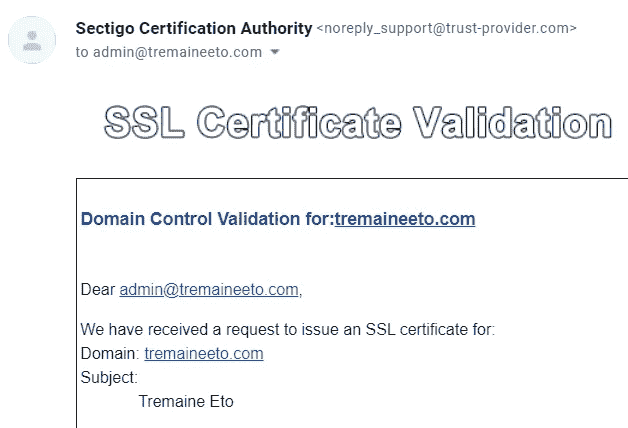 Sectigo Certification Authority <noreply_support@trust-provider.com>
to admin@tremaineeto.com
SSL Certificate Validation
Domain Control Validation for:tremaineeto.com
Dear admin@tremaineeto.com,
We have received a request to issue an SSL certificate for:
Domain: tremaineeto.com
Subject:
Tremaine Eto